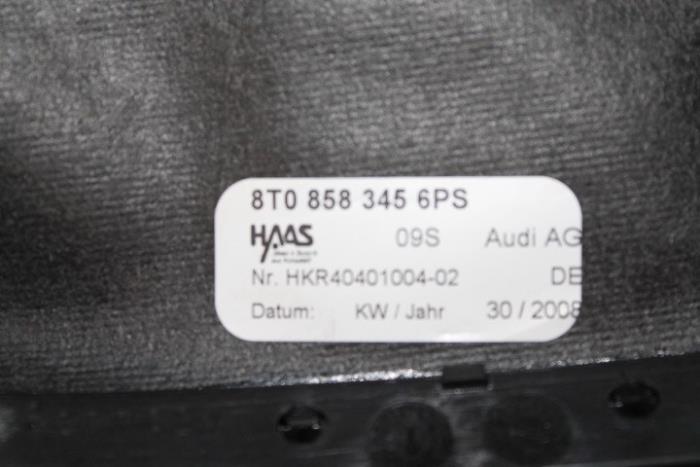 8T0 858 345 6PS
HAAS 09S Audi AG
Nr. HKR40401004-02 DE
Datum: KW / Jahr 30 / 2008